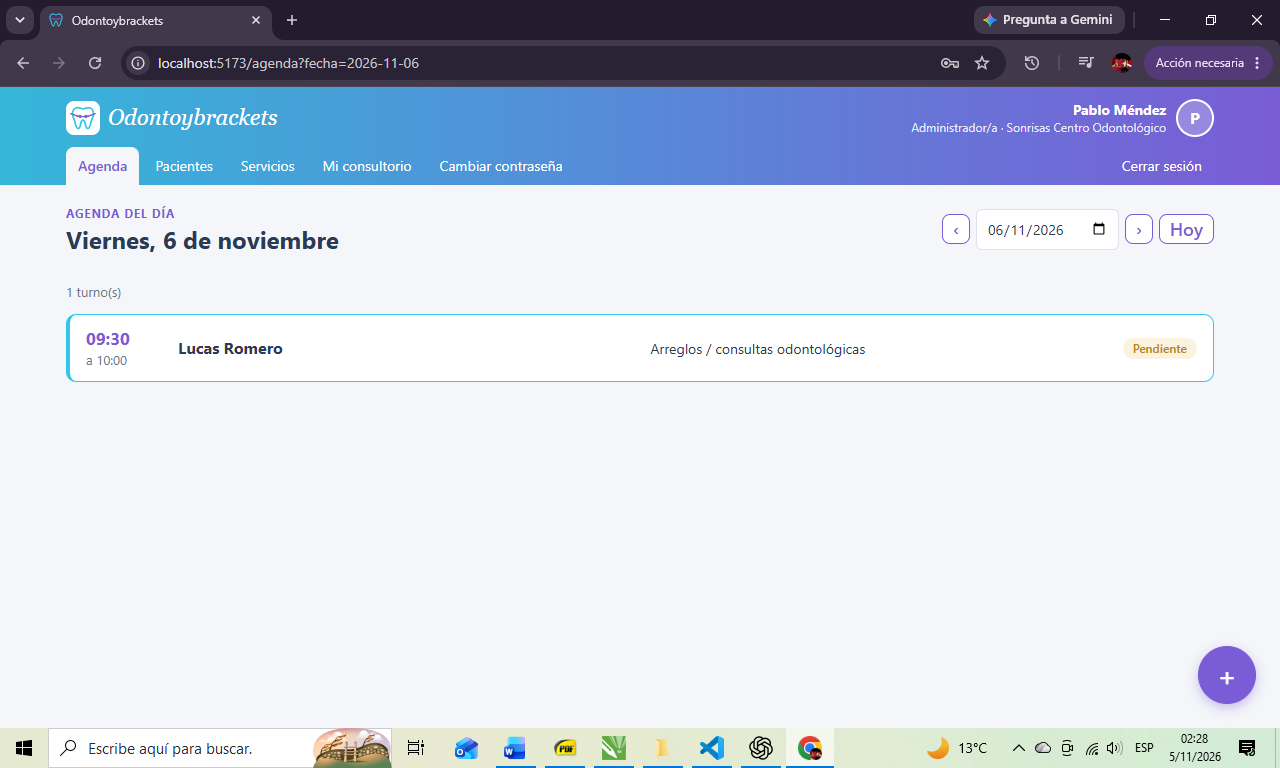 Odontoybrackets
Pregunta a Gemini
localhost:5173/agenda?fecha=2026-11-06
Acción necesaria
Odontoybrackets
Pablo Méndez
Administrador/a · Sonrisas Centro Odontológico
P
Agenda Pacientes Servicios Mi consultorio Cambiar contraseña Cerrar sesión
AGENDA DEL DÍA
Viernes, 6 de noviembre
‹ 06/11/2026 › Hoy
1 turno(s)
09:30
a 10:00
Lucas Romero
Arreglos / consultas odontológicas
Pendiente
+
Escribe aquí para buscar.
PDF
13°C
ESP
02:28
5/11/2026